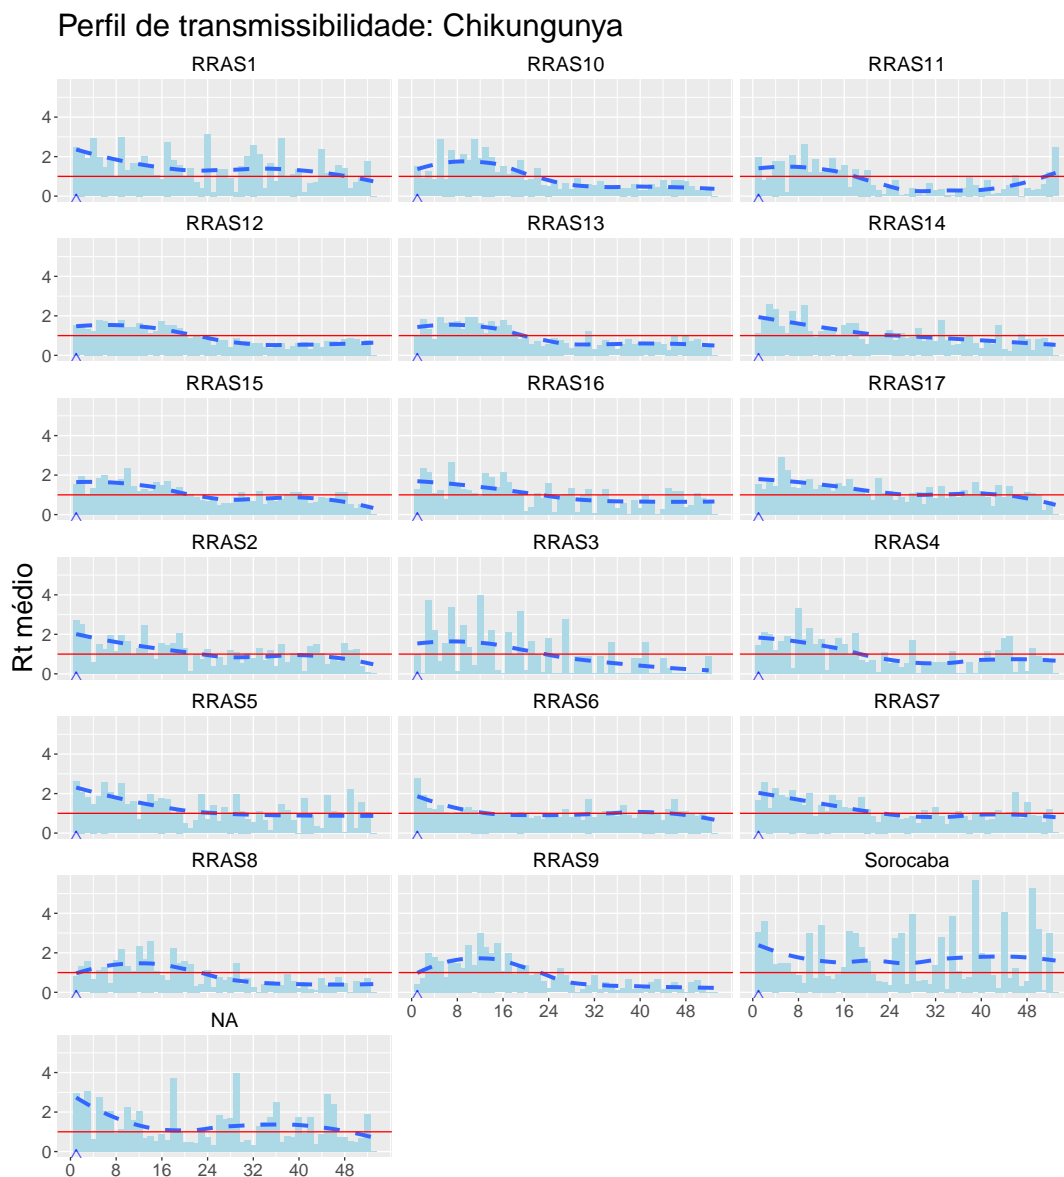 Perfil de transmissibilidade: Chikungunya
RRAS1 RRAS10 RRAS11
4
2
0
RRAS12 RRAS13 RRAS14
4
2
0
RRAS15 RRAS16 RRAS17
4
2
0
RRAS2 RRAS3 RRAS4
4
2
0
Rt médio
RRAS5 RRAS6 RRAS7
4
2
0
RRAS8 RRAS9 Sorocaba
4
2
0
0 8 16 24 32 40 48 0 8 16 24 32 40 48
NA
4
2
0
0 8 16 24 32 40 48